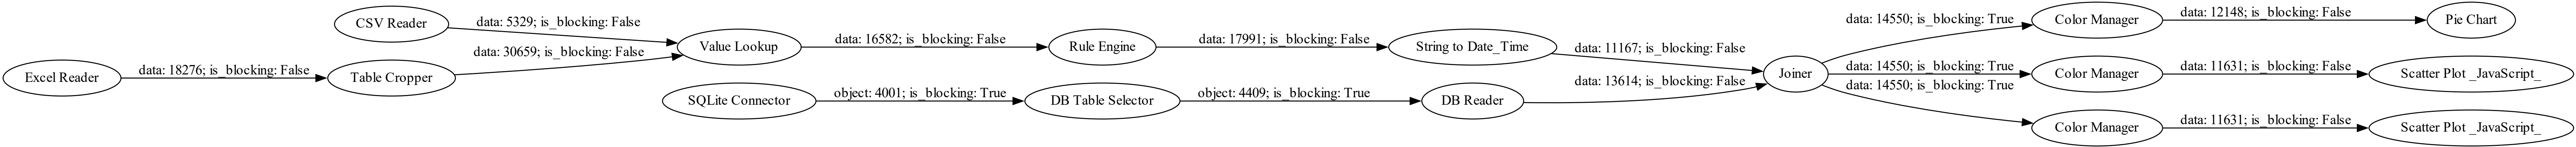 CSV Reader
data: 5329; is_blocking: False
Excel Reader
data: 18276; is_blocking: False
Table Cropper
data: 30659; is_blocking: False
Value Lookup
data: 16582; is_blocking: False
Rule Engine
data: 17991; is_blocking: False
String to Date_Time
data: 11167; is_blocking: False
SQLite Connector
object: 4001; is_blocking: True
DB Table Selector
object: 4409; is_blocking: True
DB Reader
data: 13614; is_blocking: False
Joiner
data: 14550; is_blocking: True
Color Manager
data: 12148; is_blocking: False
Pie Chart
data: 14550; is_blocking: True
Color Manager
data: 11631; is_blocking: False
Scatter Plot _JavaScript_
data: 14550; is_blocking: True
Color Manager
data: 11631; is_blocking: False
Scatter Plot _JavaScript_